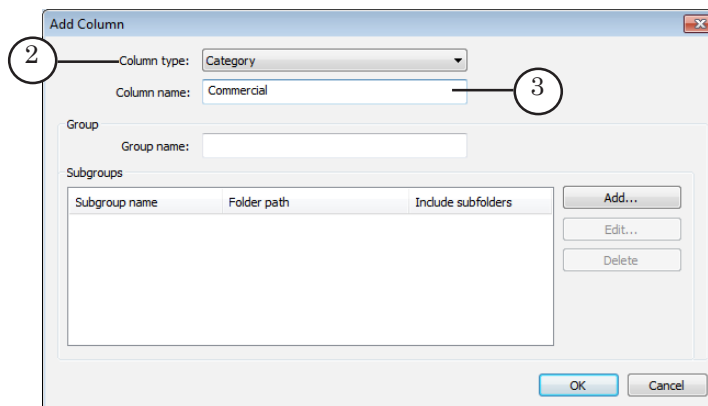 Add Column
2
Column type: Category
Column name: Commercial
3
Group
Group name:
Subgroups
Subgroup name Folder path Include subfolders
Add...
Edit...
Delete
OK Cancel